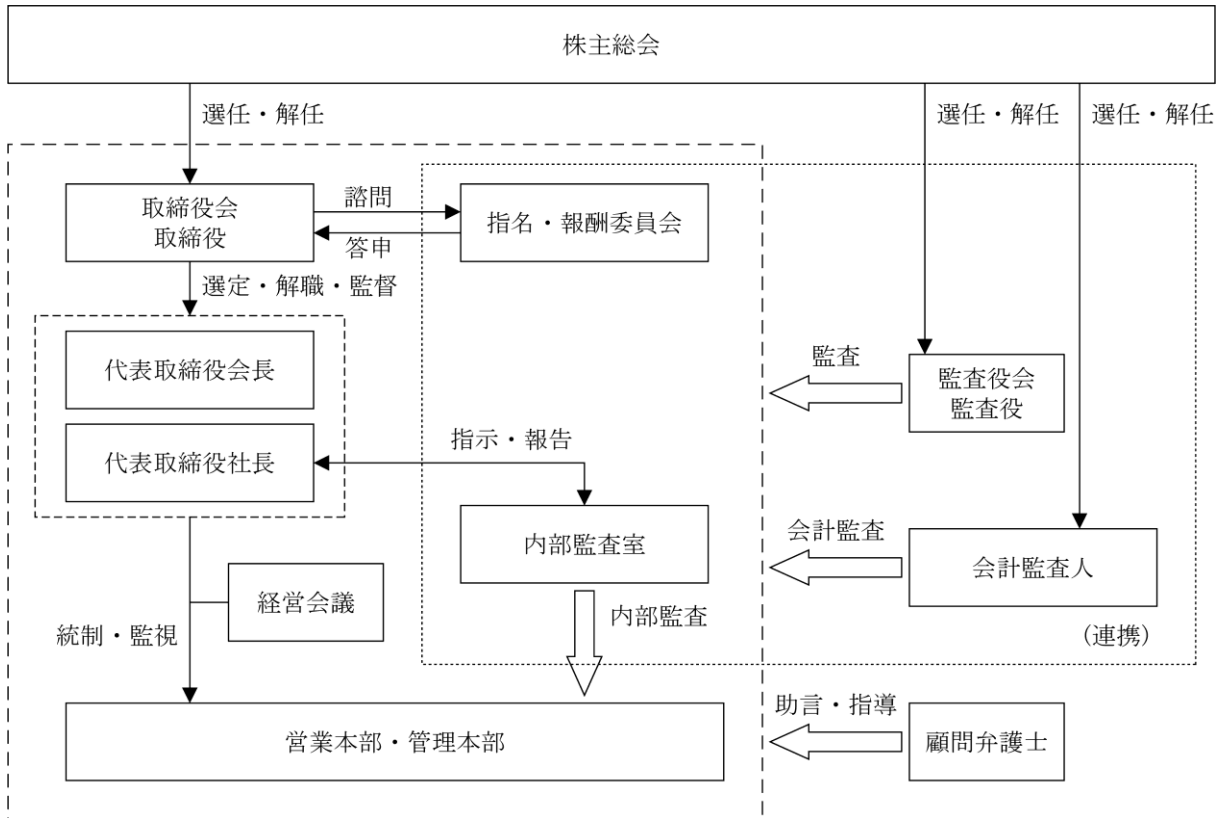 株主総会
選任・解任
選任・解任
選任・解任
取締役会
取締役
諮問
答申
指名・報酬委員会
選定・解職・監督
代表取締役会長
代表取締役社長
監査
監査役会
監査役
指示・報告
内部監査室
会計監査
会計監査人
経営会議
内部監査
統制・監視
(連携)
営業本部・管理本部
助言・指導
顧問弁護士